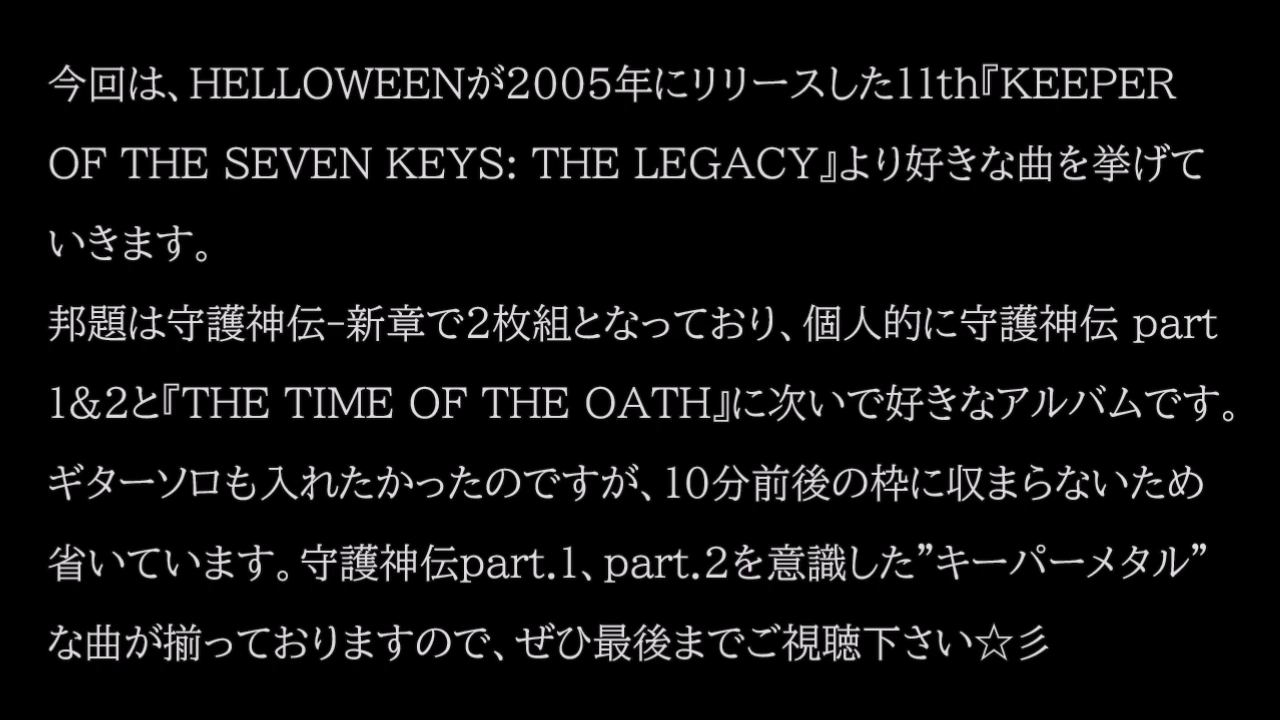 今回は、HELLOWEENが2005年にリリースした11th『KEEPER
OF THE SEVEN KEYS: THE LEGACY』より好きな曲を挙げて
いきます。
邦題は守護神伝-新章で2枚組となっており、個人的に守護神伝 part
1&2と『THE TIME OF THE OATH』に次いで好きなアルバムです。
ギターソロも入れたかったのですが、10分前後の枠に収まらないため
省いています。守護神伝part.1、part.2を意識した”キーパーメタル”
な曲が揃っておりますので、ぜひ最後までご視聴下さい☆彡